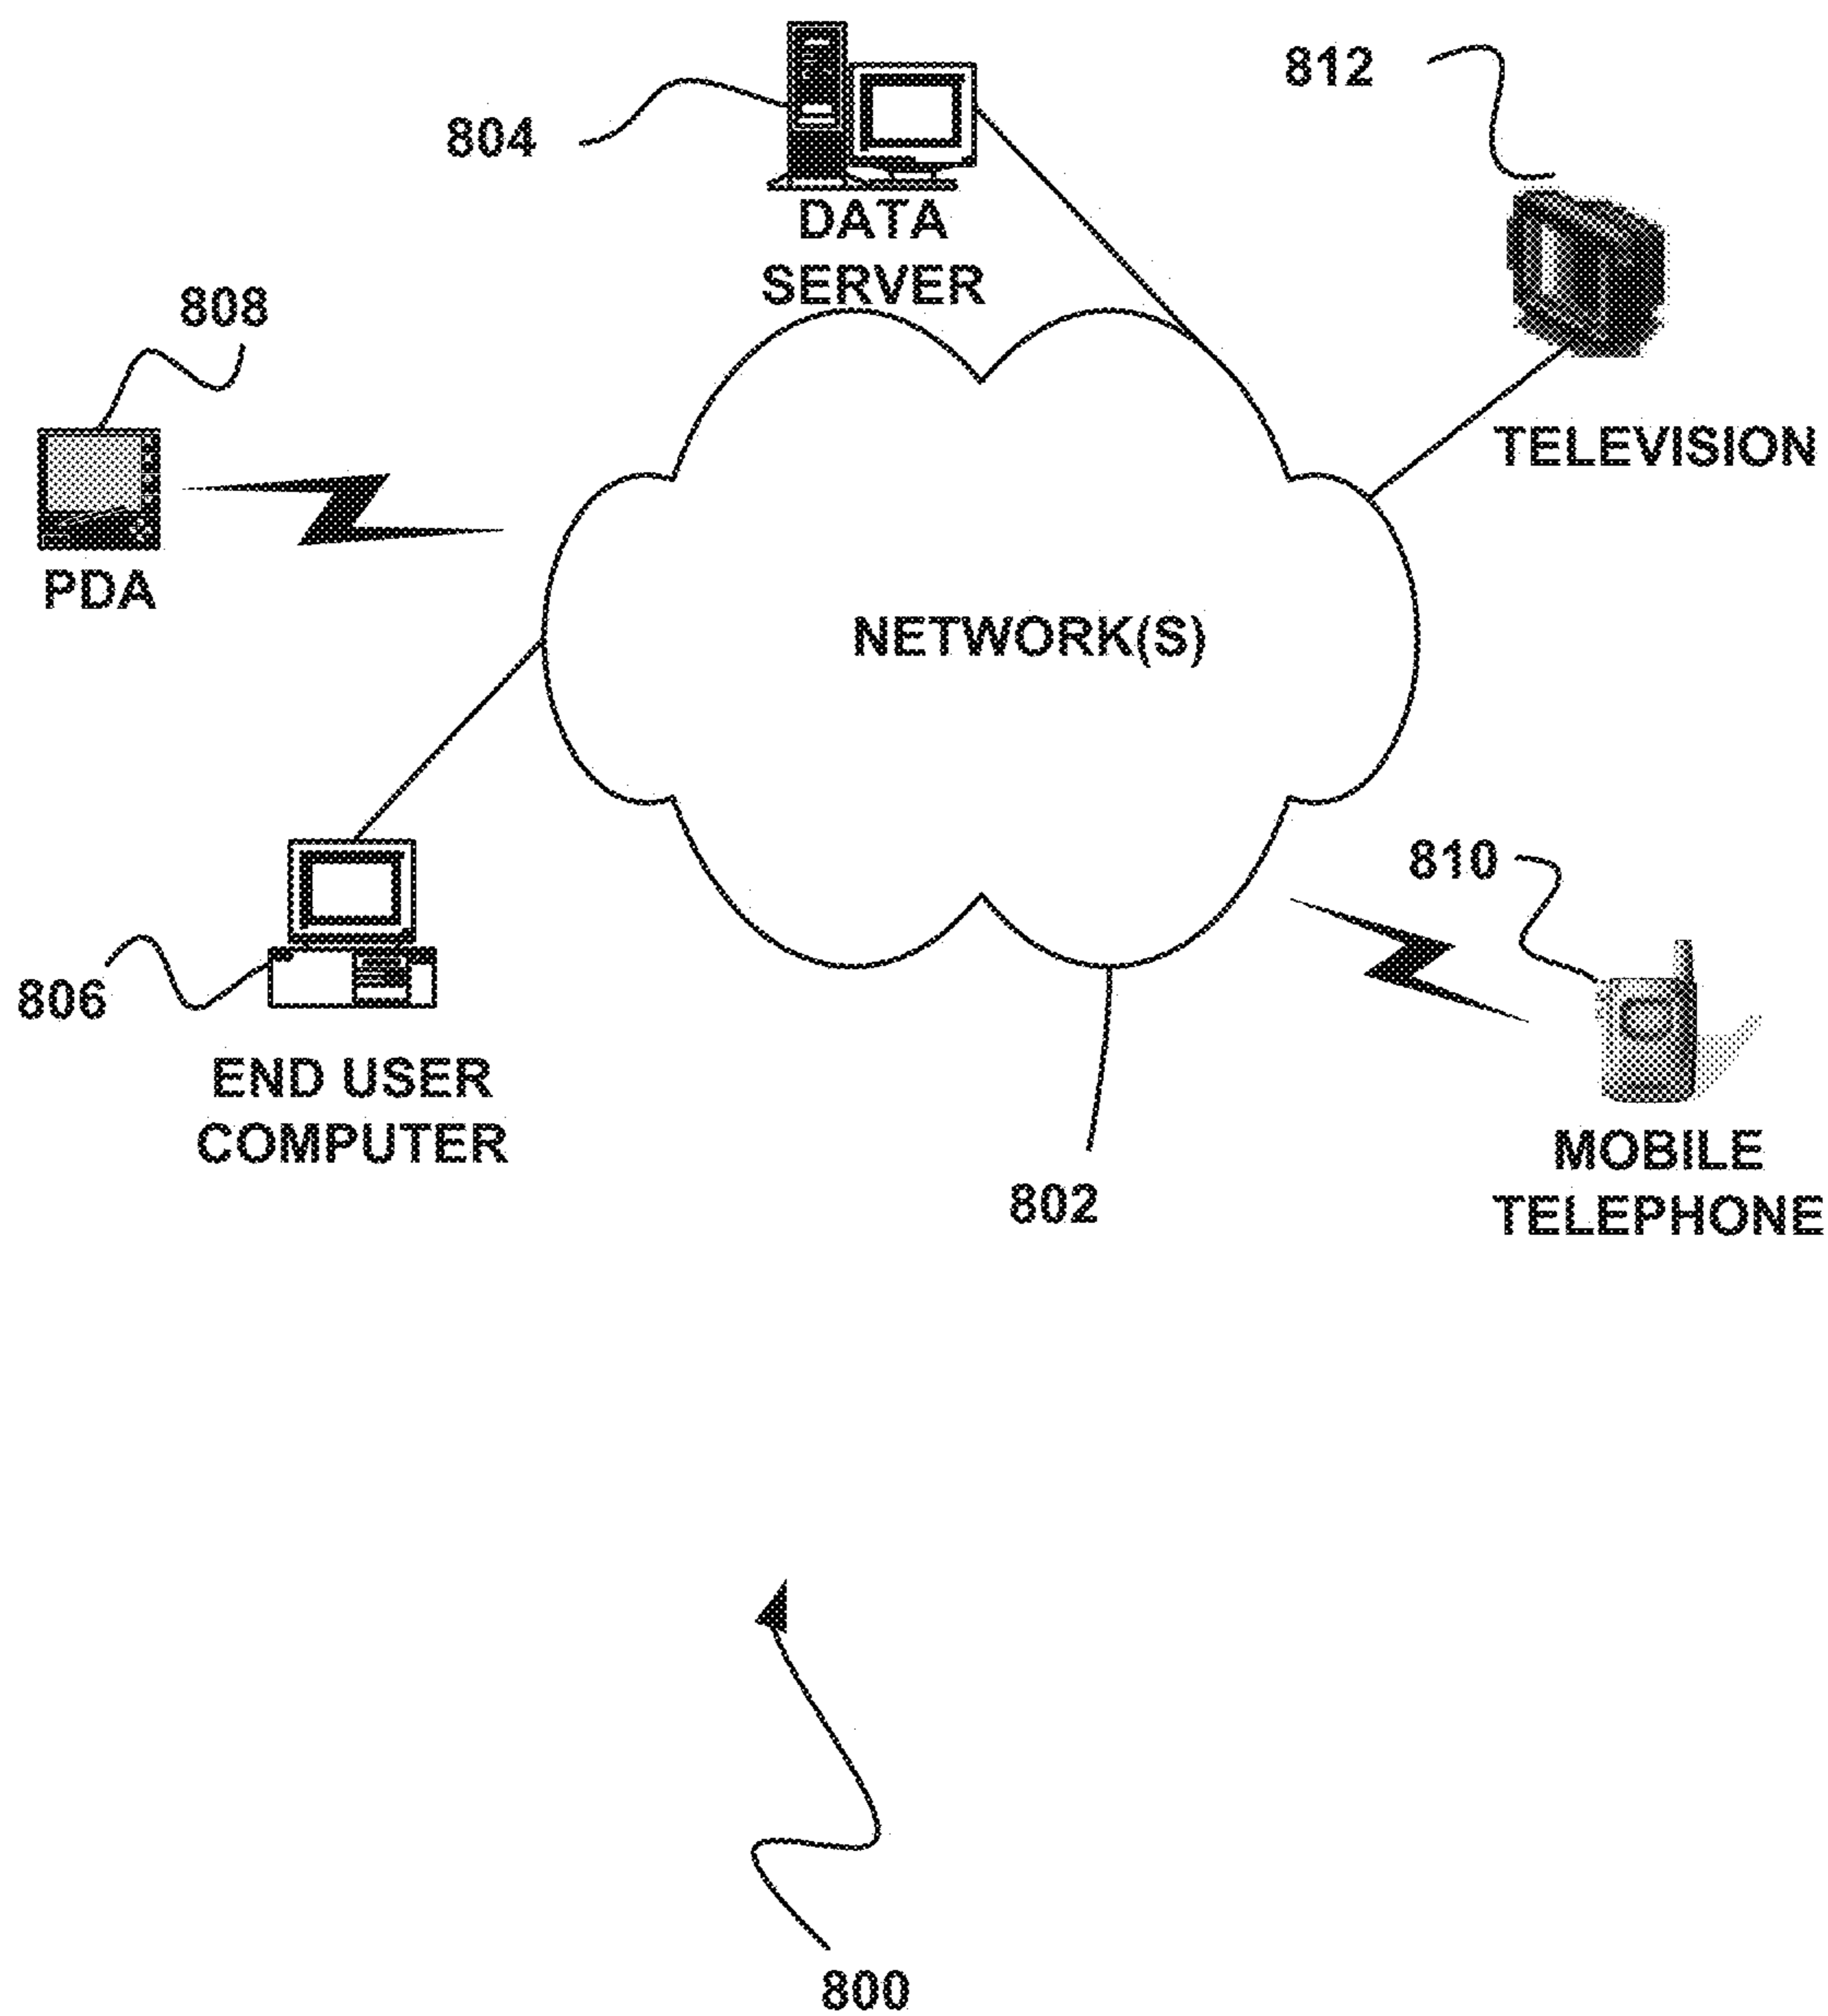 812
804
DATA
SERVER
808
TELEVISION
PDA
NETWORK(S)
810
806
END USER
COMPUTER
MOBILE
TELEPHONE
802
800